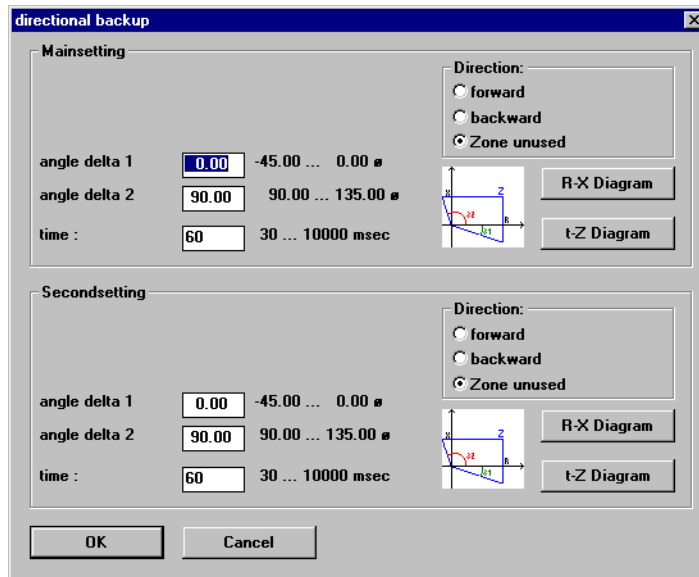 directional backup
Mainsetting
Direction:
forward
backward
Zone unused
angle delta 1 0.00 -45.00 ... 0.00 ø
angle delta 2 90.00 90.00 ... 135.00 ø
time : 60 30 ... 10000 msec
X Z R
R-X Diagram
t-Z Diagram
Secondsetting
Direction:
forward
backward
Zone unused
angle delta 1 0.00 -45.00 ... 0.00 ø
angle delta 2 90.00 90.00 ... 135.00 ø
time : 60 30 ... 10000 msec
X Z R
R-X Diagram
t-Z Diagram
OK Cancel